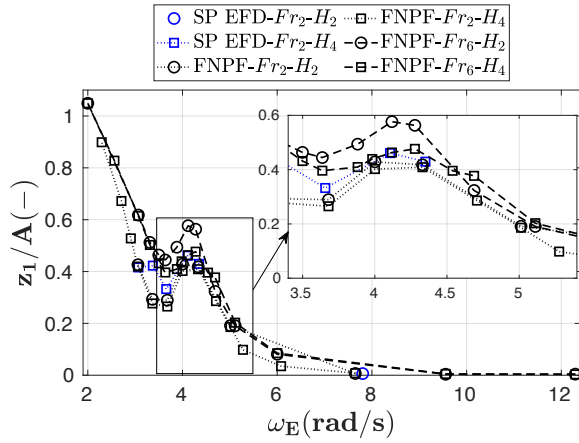 SP EFD-Fr₂-H₂ FNPF-Fr₂-H₄
SP EFD-Fr₂-H₄ FNPF-Fr₆-H₂
FNPF-Fr₂-H₂ FNPF-Fr₆-H₄
z₁/A(−)
1
0.8
0.6
0.4
0.2
0
0.6
0.4
0.2
0
3.5 4 4.5 5
2 4 6 8 10 12
ω_E(rad/s)